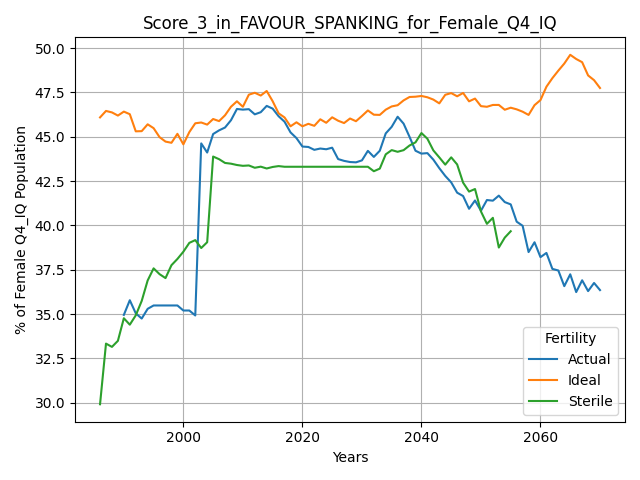 Score_3_in_FAVOUR_SPANKING_for_Female_Q4_IQ
% of Female Q4_IQ Population
50.0
47.5
45.0
42.5
40.0
37.5
35.0
32.5
30.0
Fertility
Actual
Ideal
Sterile
2000
2020
2040
2060
Years